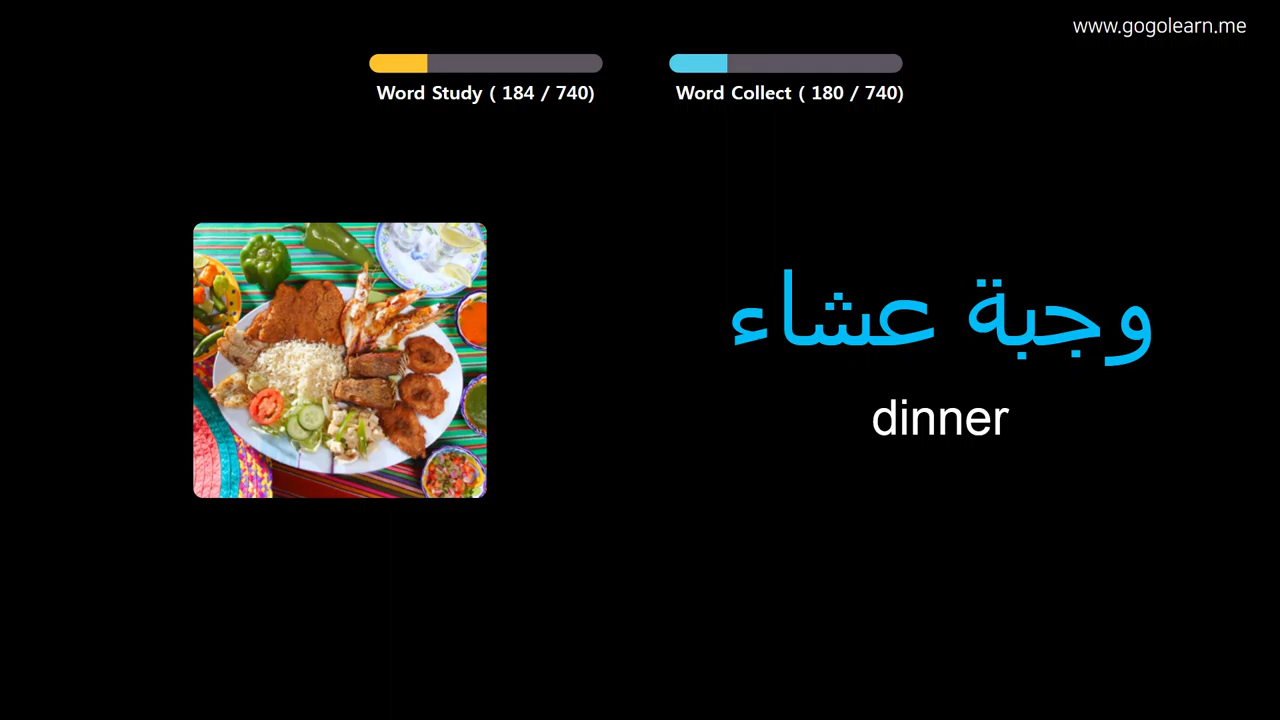 www.gogolearn.me
Word Study ( 184 / 740)
Word Collect ( 180 / 740)
وجبة عشاء
dinner